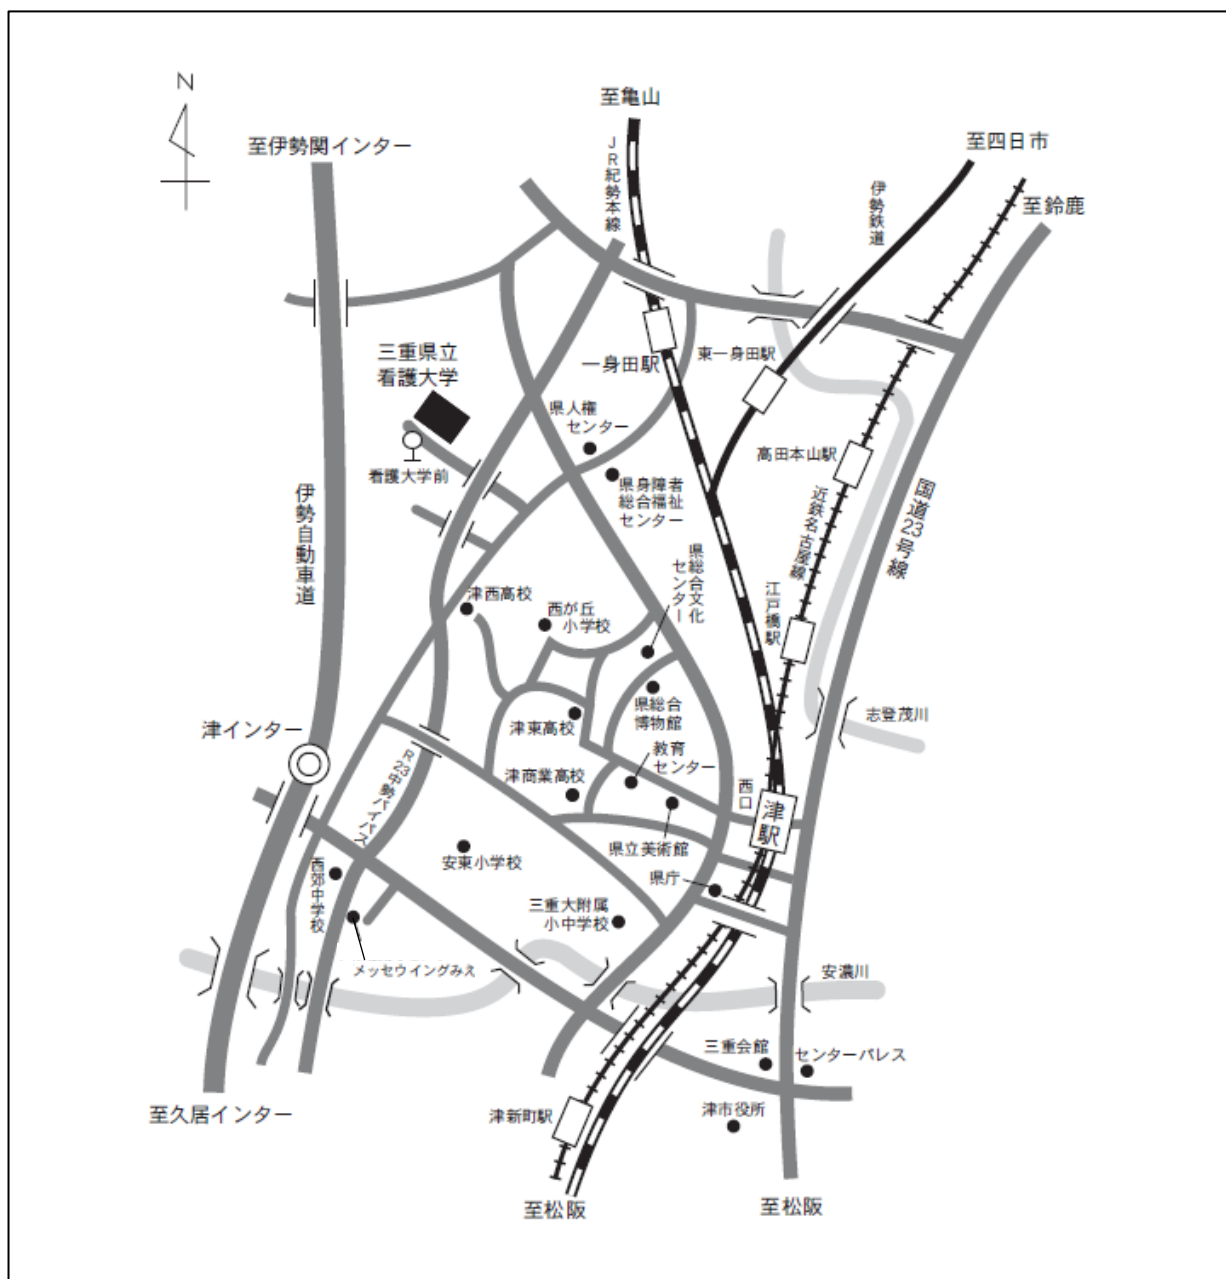 N
至亀山
至四日市
至伊勢関インター
JR紀勢本線
伊勢鉄道
至鈴鹿
三重県立
看護大学
一身田駅
東一身田駅
県人権
センター
高田本山駅
看護大学前
県身障者
総合福祉
センター
伊勢自動車道
近鉄名古屋線
国道23号線
県総合文化
センター
津西高校
西が丘
小学校
江戸橋駅
県総合
博物館
津東高校
志登茂川
津インター
教育
センター
R23中勢バイパス
津商業高校
西口
津駅
県立美術館
安東小学校
西郊中学校
県庁
三重大附属
小中学校
メッセウイングみえ
安濃川
三重会館
センターパレス
至久居インター
津新町駅
津市役所
至松阪
至松阪